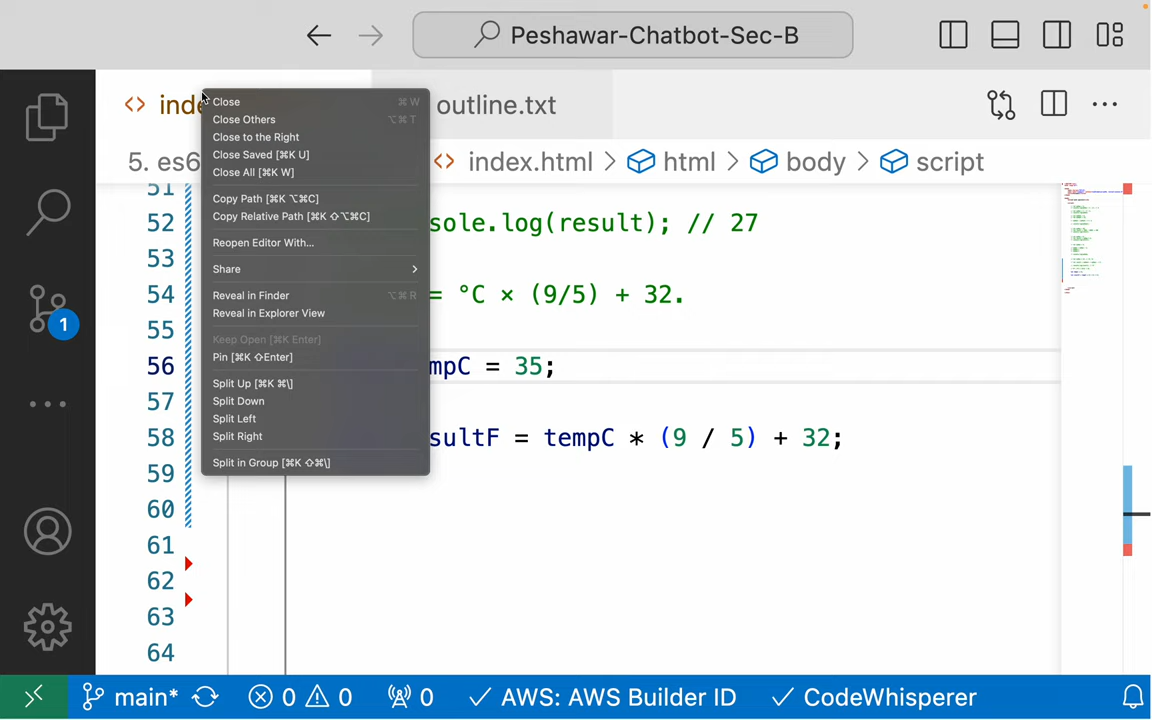 Peshawar-Chatbot-Sec-B
outline.txt
5. es6
index.html
html
body
script
Close ⌘ W
Close Others ⌥⌘ T
Close to the Right
Close Saved [⌘K U]
Close All [⌘K W]
Copy Path [⌘K ⌥⌘C]
Copy Relative Path [⌘K ⇧⌥⌘C]
Reopen Editor With...
Share
Reveal in Finder ⌥⌘ R
Reveal in Explorer View
Keep Open [⌘K Enter]
Pin [⌘K ⇧Enter]
Split Up [⌘K ⌘\]
Split Down
Split Left
Split Right
Split in Group [⌘K ⇧⌘\]
51
52 sole.log(result); // 27
53
54 = °C × (9/5) + 32.
55
56 mpC = 35;
57
58 sultF = tempC * (9 / 5) + 32;
59
60
61
62
63
64
1
main* 0 0 0 AWS: AWS Builder ID CodeWhisperer